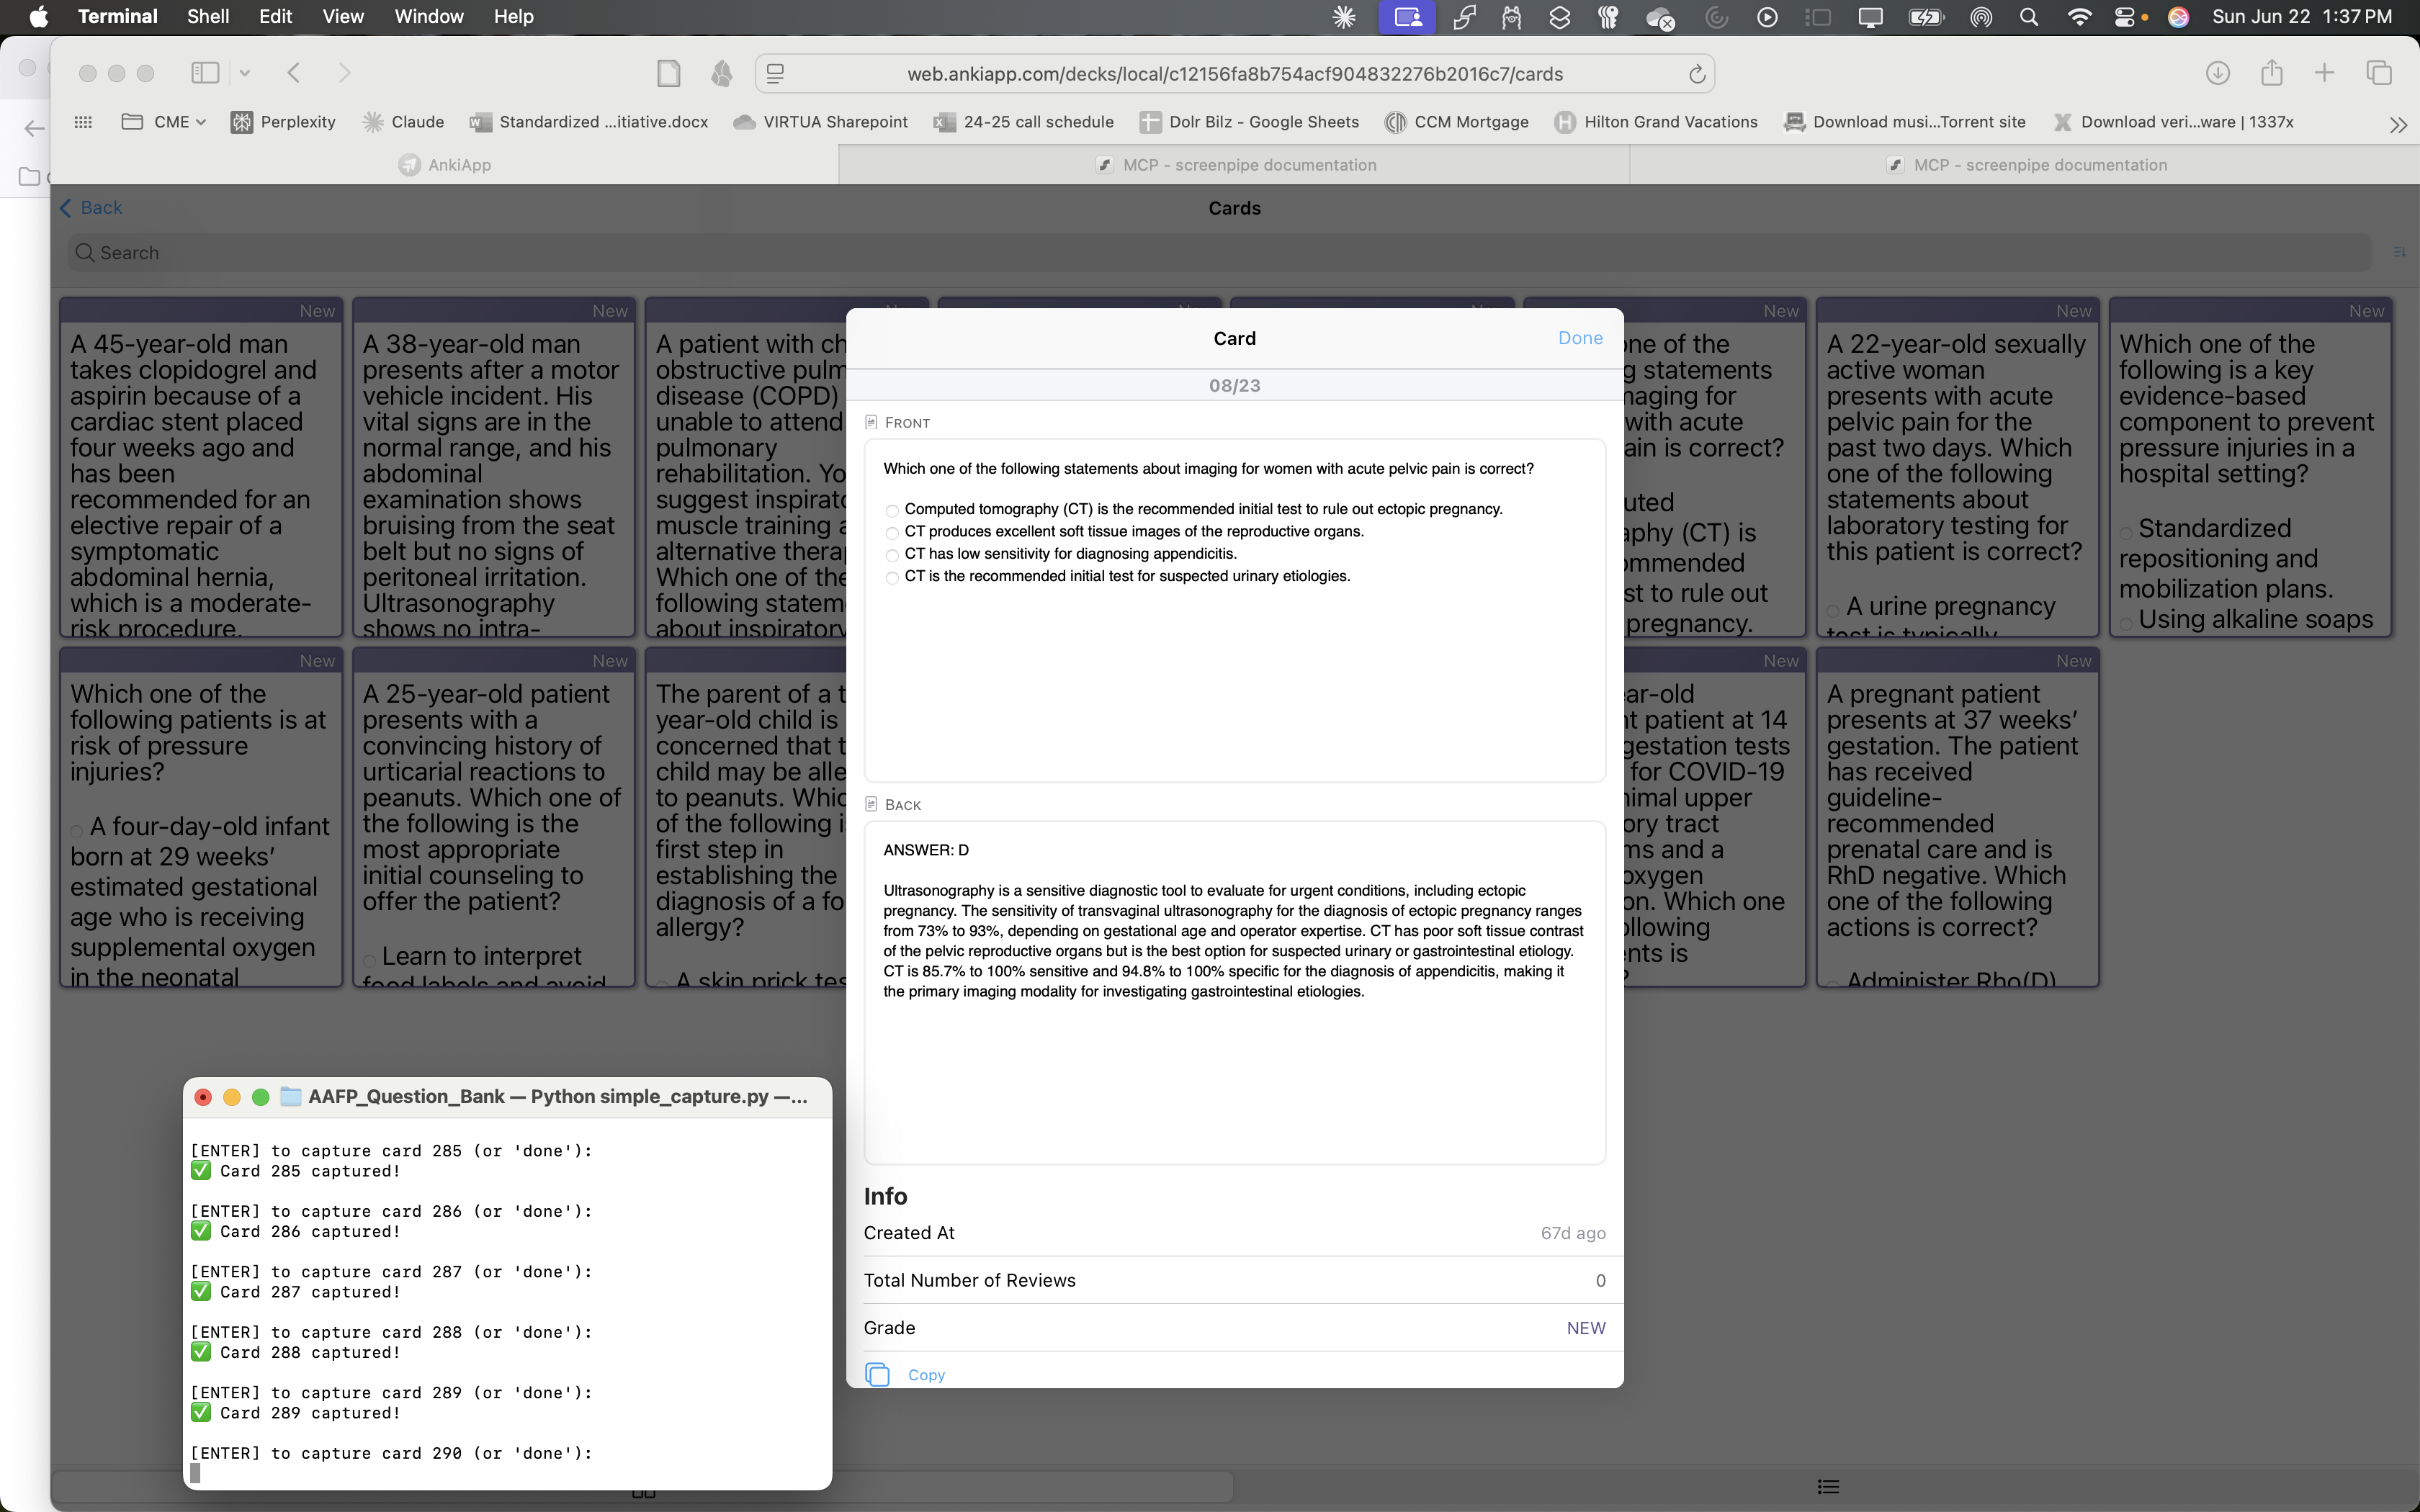 Terminal Shell Edit View Window Help Sun Jun 22 1:37 PM
web.ankiapp.com/decks/local/c12156fa8b754acf904832276b2016c7/cards
CME Perplexity Claude Standardized ...itiative.docx VIRTUA Sharepoint 24-25 call schedule Dolr Bilz - Google Sheets CCM Mortgage Hilton Grand Vacations Download musi...Torrent site Download veri...ware | 1337x
AnkiApp MCP - screenpipe documentation MCP - screenpipe documentation
Back Cards
Search
New
A 45-year-old man
takes clopidogrel and
aspirin because of a
cardiac stent placed
four weeks ago and
has been
recommended for an
elective repair of a
symptomatic
abdominal hernia,
which is a moderate-
risk procedure.
New
A 38-year-old man
presents after a motor
vehicle incident. His
vital signs are in the
normal range, and his
abdominal
examination shows
bruising from the seat
belt but no signs of
peritoneal irritation.
Ultrasonography
shows no intra-
A patient with ch
obstructive pulm
disease (COPD)
unable to attend
pulmonary
rehabilitation. Yo
suggest inspirato
muscle training a
alternative thera
Which one of the
following statem
about inspiratory
New
ne of the
g statements
naging for
with acute
ain is correct?
uted
aphy (CT) is
ommended
st to rule out
pregnancy.
New
A 22-year-old sexually
active woman
presents with acute
pelvic pain for the
past two days. Which
one of the following
statements about
laboratory testing for
this patient is correct?
A urine pregnancy
test is typically
New
Which one of the
following is a key
evidence-based
component to prevent
pressure injuries in a
hospital setting?
Standardized
repositioning and
mobilization plans.
Using alkaline soaps
New
Which one of the
following patients is at
risk of pressure
injuries?
A four-day-old infant
born at 29 weeks’
estimated gestational
age who is receiving
supplemental oxygen
in the neonatal
New
A 25-year-old patient
presents with a
convincing history of
urticarial reactions to
peanuts. Which one of
the following is the
most appropriate
initial counseling to
offer the patient?
Learn to interpret
food labels and avoid
The parent of a t
year-old child is
concerned that t
child may be alle
to peanuts. Whic
of the following i
first step in
establishing the
diagnosis of a fo
allergy?
A skin prick tes
New
ar-old
t patient at 14
gestation tests
for COVID-19
nimal upper
ory tract
ms and a
oxygen
on. Which one
ollowing
nts is
?
New
A pregnant patient
presents at 37 weeks’
gestation. The patient
has received
guideline-
recommended
prenatal care and is
RhD negative. Which
one of the following
actions is correct?
Administer Rho(D)
Card Done
08/23
FRONT
Which one of the following statements about imaging for women with acute pelvic pain is correct?
Computed tomography (CT) is the recommended initial test to rule out ectopic pregnancy.
CT produces excellent soft tissue images of the reproductive organs.
CT has low sensitivity for diagnosing appendicitis.
CT is the recommended initial test for suspected urinary etiologies.
BACK
ANSWER: D
Ultrasonography is a sensitive diagnostic tool to evaluate for urgent conditions, including ectopic
pregnancy. The sensitivity of transvaginal ultrasonography for the diagnosis of ectopic pregnancy ranges
from 73% to 93%, depending on gestational age and operator expertise. CT has poor soft tissue contrast
of the pelvic reproductive organs but is the best option for suspected urinary or gastrointestinal etiology.
CT is 85.7% to 100% sensitive and 94.8% to 100% specific for the diagnosis of appendicitis, making it
the primary imaging modality for investigating gastrointestinal etiologies.
Info
Created At 67d ago
Total Number of Reviews 0
Grade NEW
Copy
AAFP_Question_Bank — Python simple_capture.py —...
[ENTER] to capture card 285 (or 'done'):
✅ Card 285 captured!
[ENTER] to capture card 286 (or 'done'):
✅ Card 286 captured!
[ENTER] to capture card 287 (or 'done'):
✅ Card 287 captured!
[ENTER] to capture card 288 (or 'done'):
✅ Card 288 captured!
[ENTER] to capture card 289 (or 'done'):
✅ Card 289 captured!
[ENTER] to capture card 290 (or 'done'):